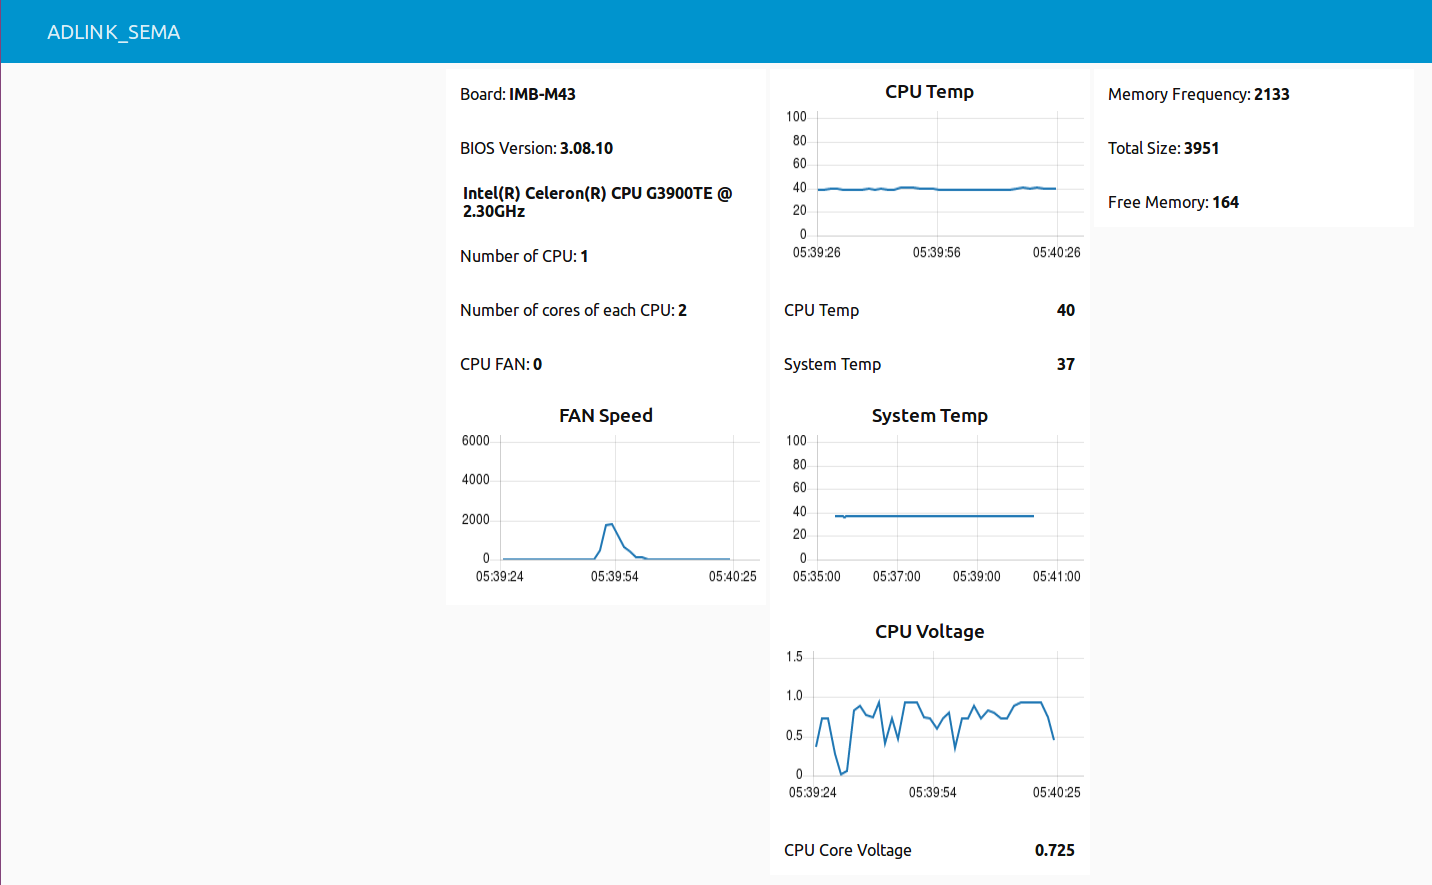 ADLINK_SEMA
Board: IMB-M43
BIOS Version: 3.08.10
Intel(R) Celeron(R) CPU G3900TE @
2.30GHz
Number of CPU: 1
Number of cores of each CPU: 2
CPU FAN: 0
FAN Speed
6000
4000
2000
0
05:39:24 05:39:54 05:40:25
CPU Temp
100
80
60
40
20
0
05:39:26 05:39:56 05:40:26
CPU Temp 40
System Temp 37
System Temp
100
80
60
40
20
0
05:35:00 05:37:00 05:39:00 05:41:00
CPU Voltage
1.5
1.0
0.5
0
05:39:24 05:39:54 05:40:25
CPU Core Voltage 0.725
Memory Frequency: 2133
Total Size: 3951
Free Memory: 164